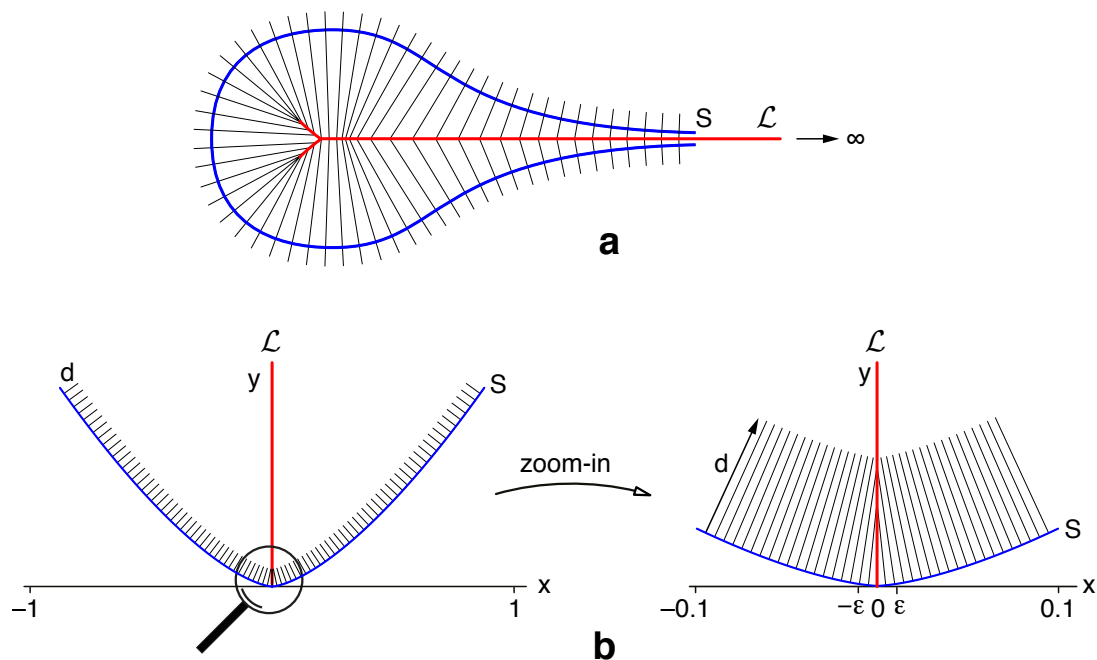 S ℒ
∞
a
ℒ
d y S
zoom-in
–1 1 x
ℒ
y
d
S
–0.1 –ε 0 ε 0.1 x
b